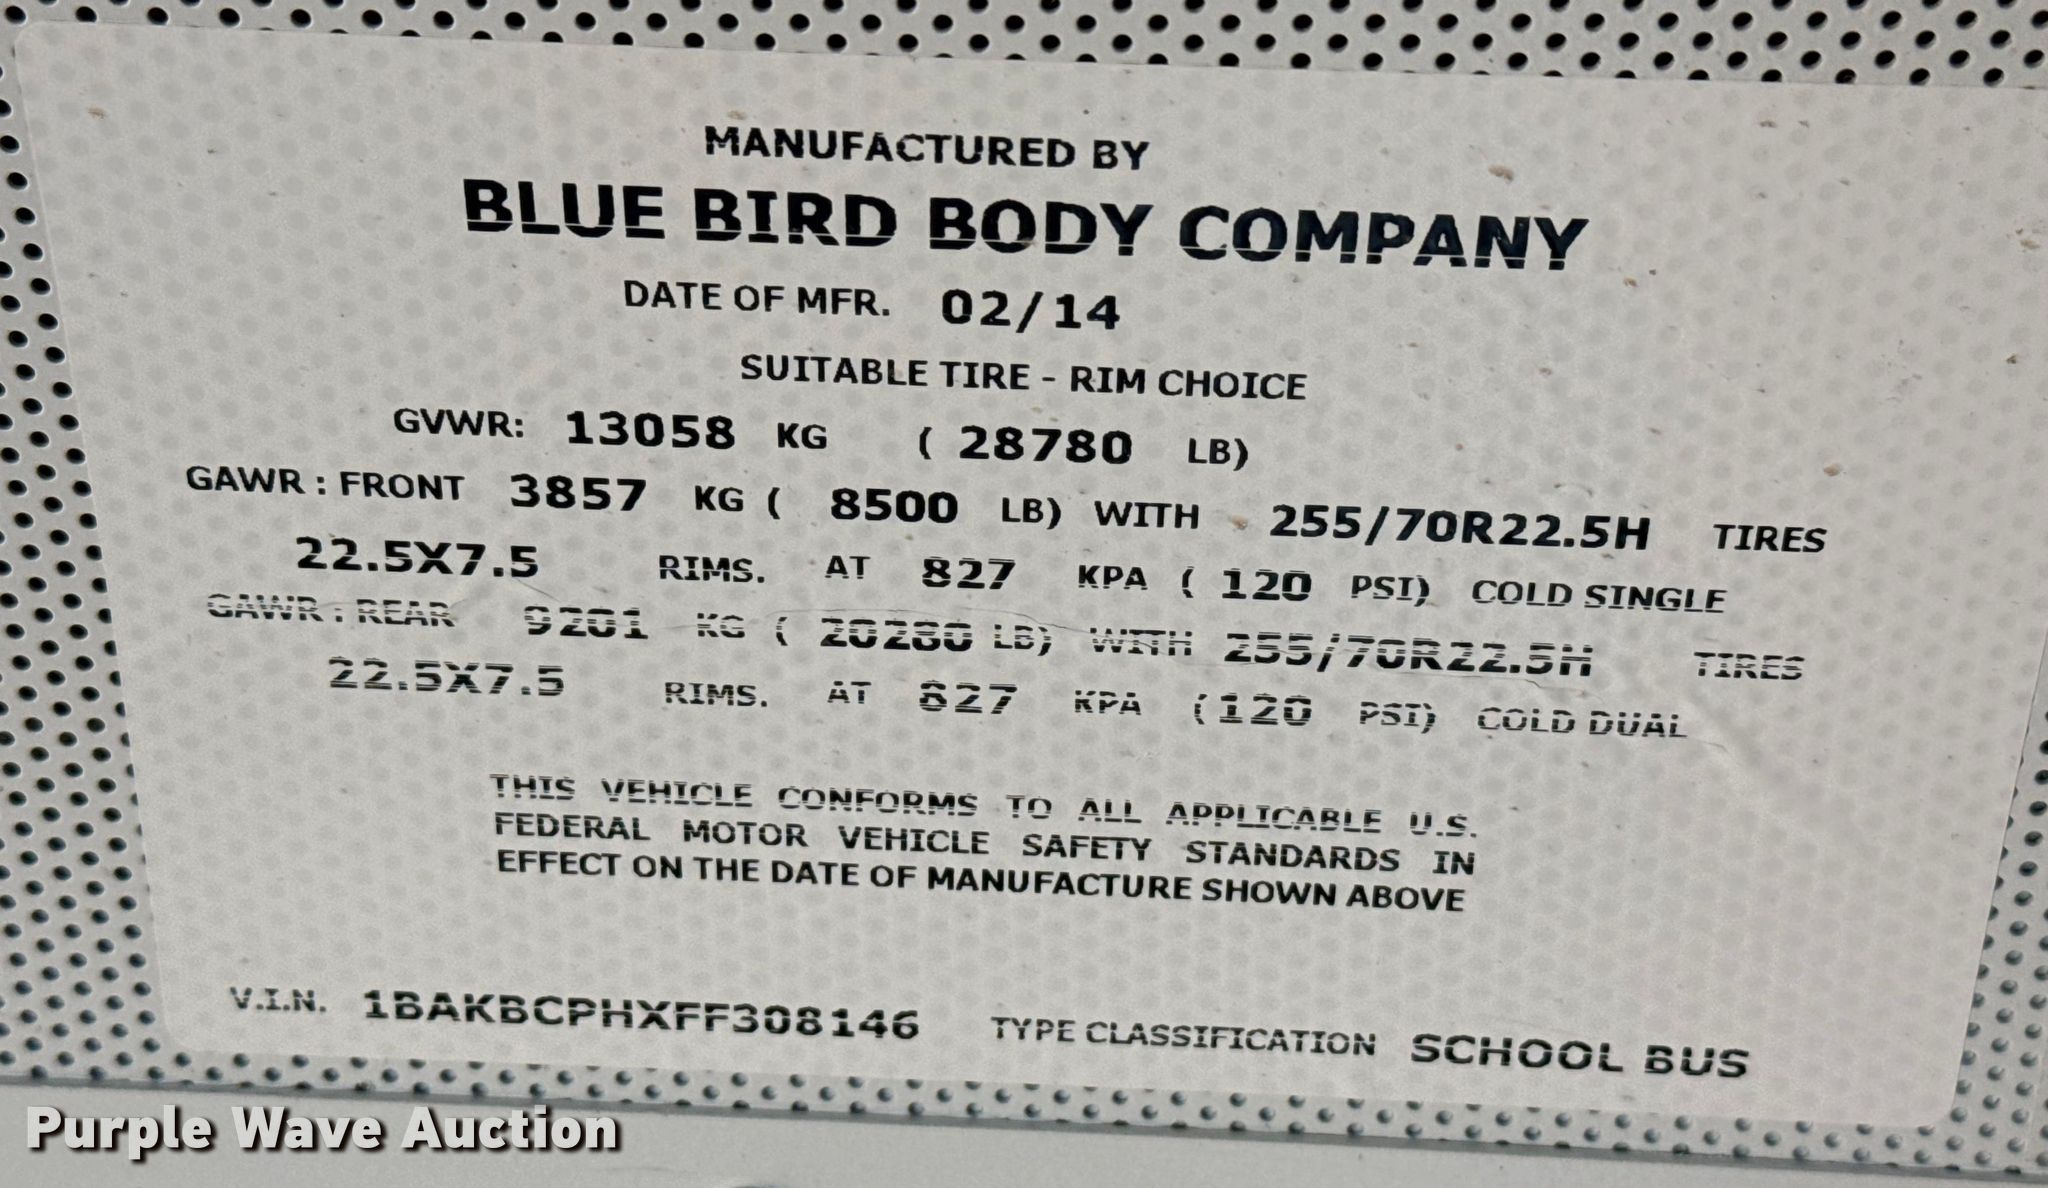 MANUFACTURED BY
BLUE BIRD BODY COMPANY
DATE OF MFR. 02/14
SUITABLE TIRE - RIM CHOICE
GVWR: 13058 KG ( 28780 LB)
GAWR : FRONT 3857 KG ( 8500 LB) WITH 255/70R22.5H TIRES
22.5X7.5 RIMS. AT 827 KPA ( 120 PSI) COLD SINGLE
GAWR : REAR 9201 KG ( 20280 LB) WITH 255/70R22.5H TIRES
22.5X7.5 RIMS. AT 827 KPA (120 PSI) COLD DUAL
THIS VEHICLE CONFORMS TO ALL APPLICABLE U.S.
FEDERAL MOTOR VEHICLE SAFETY STANDARDS IN
EFFECT ON THE DATE OF MANUFACTURE SHOWN ABOVE
V.I.N. 1BAKBCPHXFF308146 TYPE CLASSIFICATION SCHOOL BUS
Purple Wave Auction